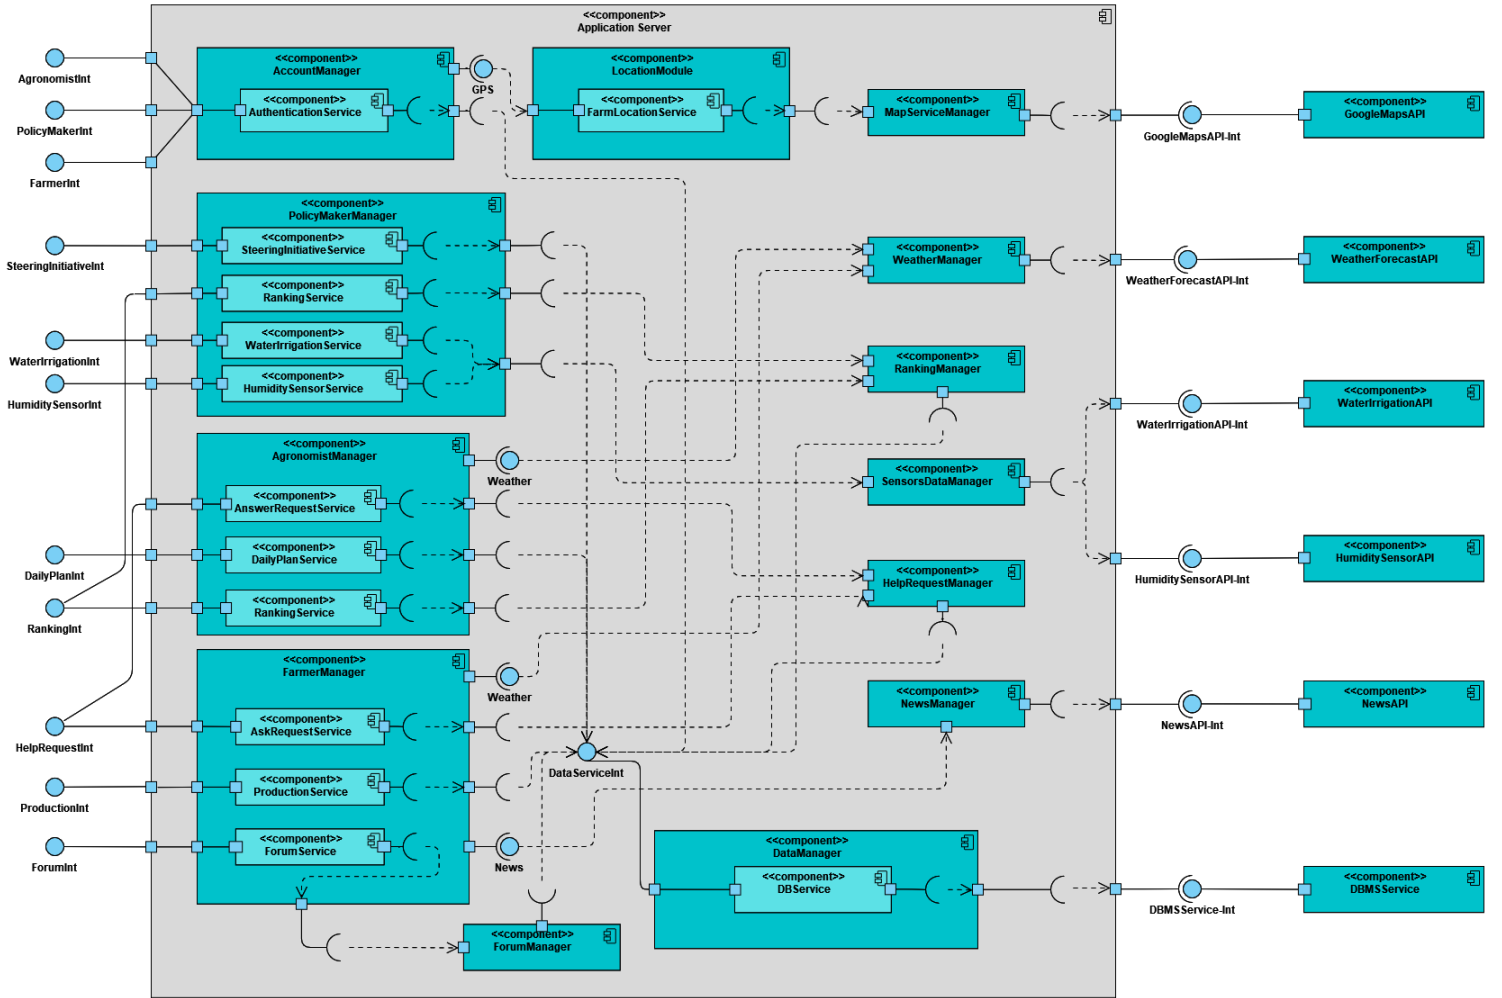 <<component>>
Application Server
AgronomistInt
PolicyMakerInt
FarmerInt
<<component>>
AccountManager
<<component>>
AuthenticationService
GPS
<<component>>
LocationModule
<<component>>
FarmLocationService
<<component>>
MapServiceManager
GoogleMapsAPI-Int
<<component>>
GoogleMapsAPI
SteeringInitiativeInt
WaterIrrigationInt
HumiditySensorInt
<<component>>
PolicyMakerManager
<<component>>
SteeringInitiativeService
<<component>>
RankingService
<<component>>
WaterIrrigationService
<<component>>
HumiditySensorService
<<component>>
WeatherManager
WeatherForecastAPI-Int
<<component>>
WeatherForecastAPI
<<component>>
RankingManager
WaterIrrigationAPI-Int
<<component>>
WaterIrrigationAPI
<<component>>
AgronomistManager
Weather
<<component>>
AnswerRequestService
<<component>>
DailyPlanService
<<component>>
RankingService
DailyPlanInt
RankingInt
<<component>>
SensorsDataManager
<<component>>
HelpRequestManager
HumiditySensorAPI-Int
<<component>>
HumiditySensorAPI
<<component>>
FarmerManager
Weather
<<component>>
AskRequestService
<<component>>
ProductionService
<<component>>
ForumService
HelpRequestInt
ProductionInt
ForumInt
News
DataServiceInt
<<component>>
NewsManager
NewsAPI-Int
<<component>>
NewsAPI
<<component>>
DataManager
<<component>>
DBService
DBMSService-Int
<<component>>
DBMSService
<<component>>
ForumManager